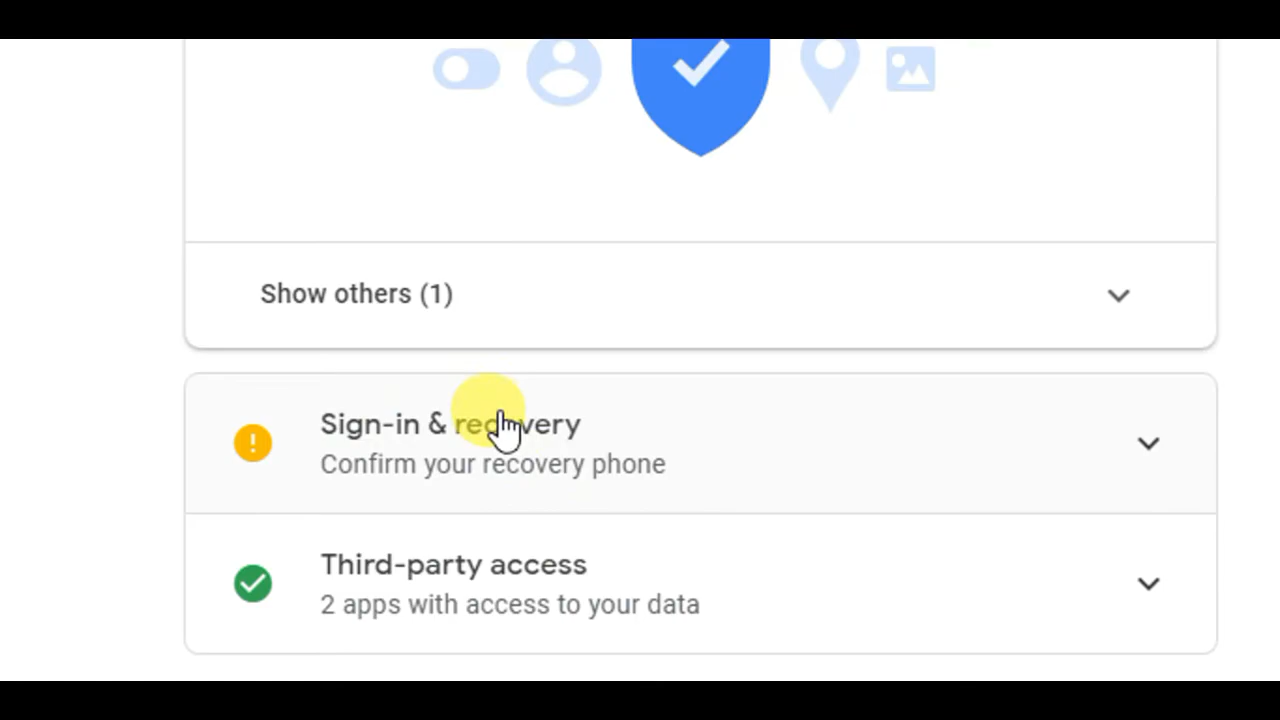 Show others (1)
Sign-in & recovery
Confirm your recovery phone
Third-party access
2 apps with access to your data